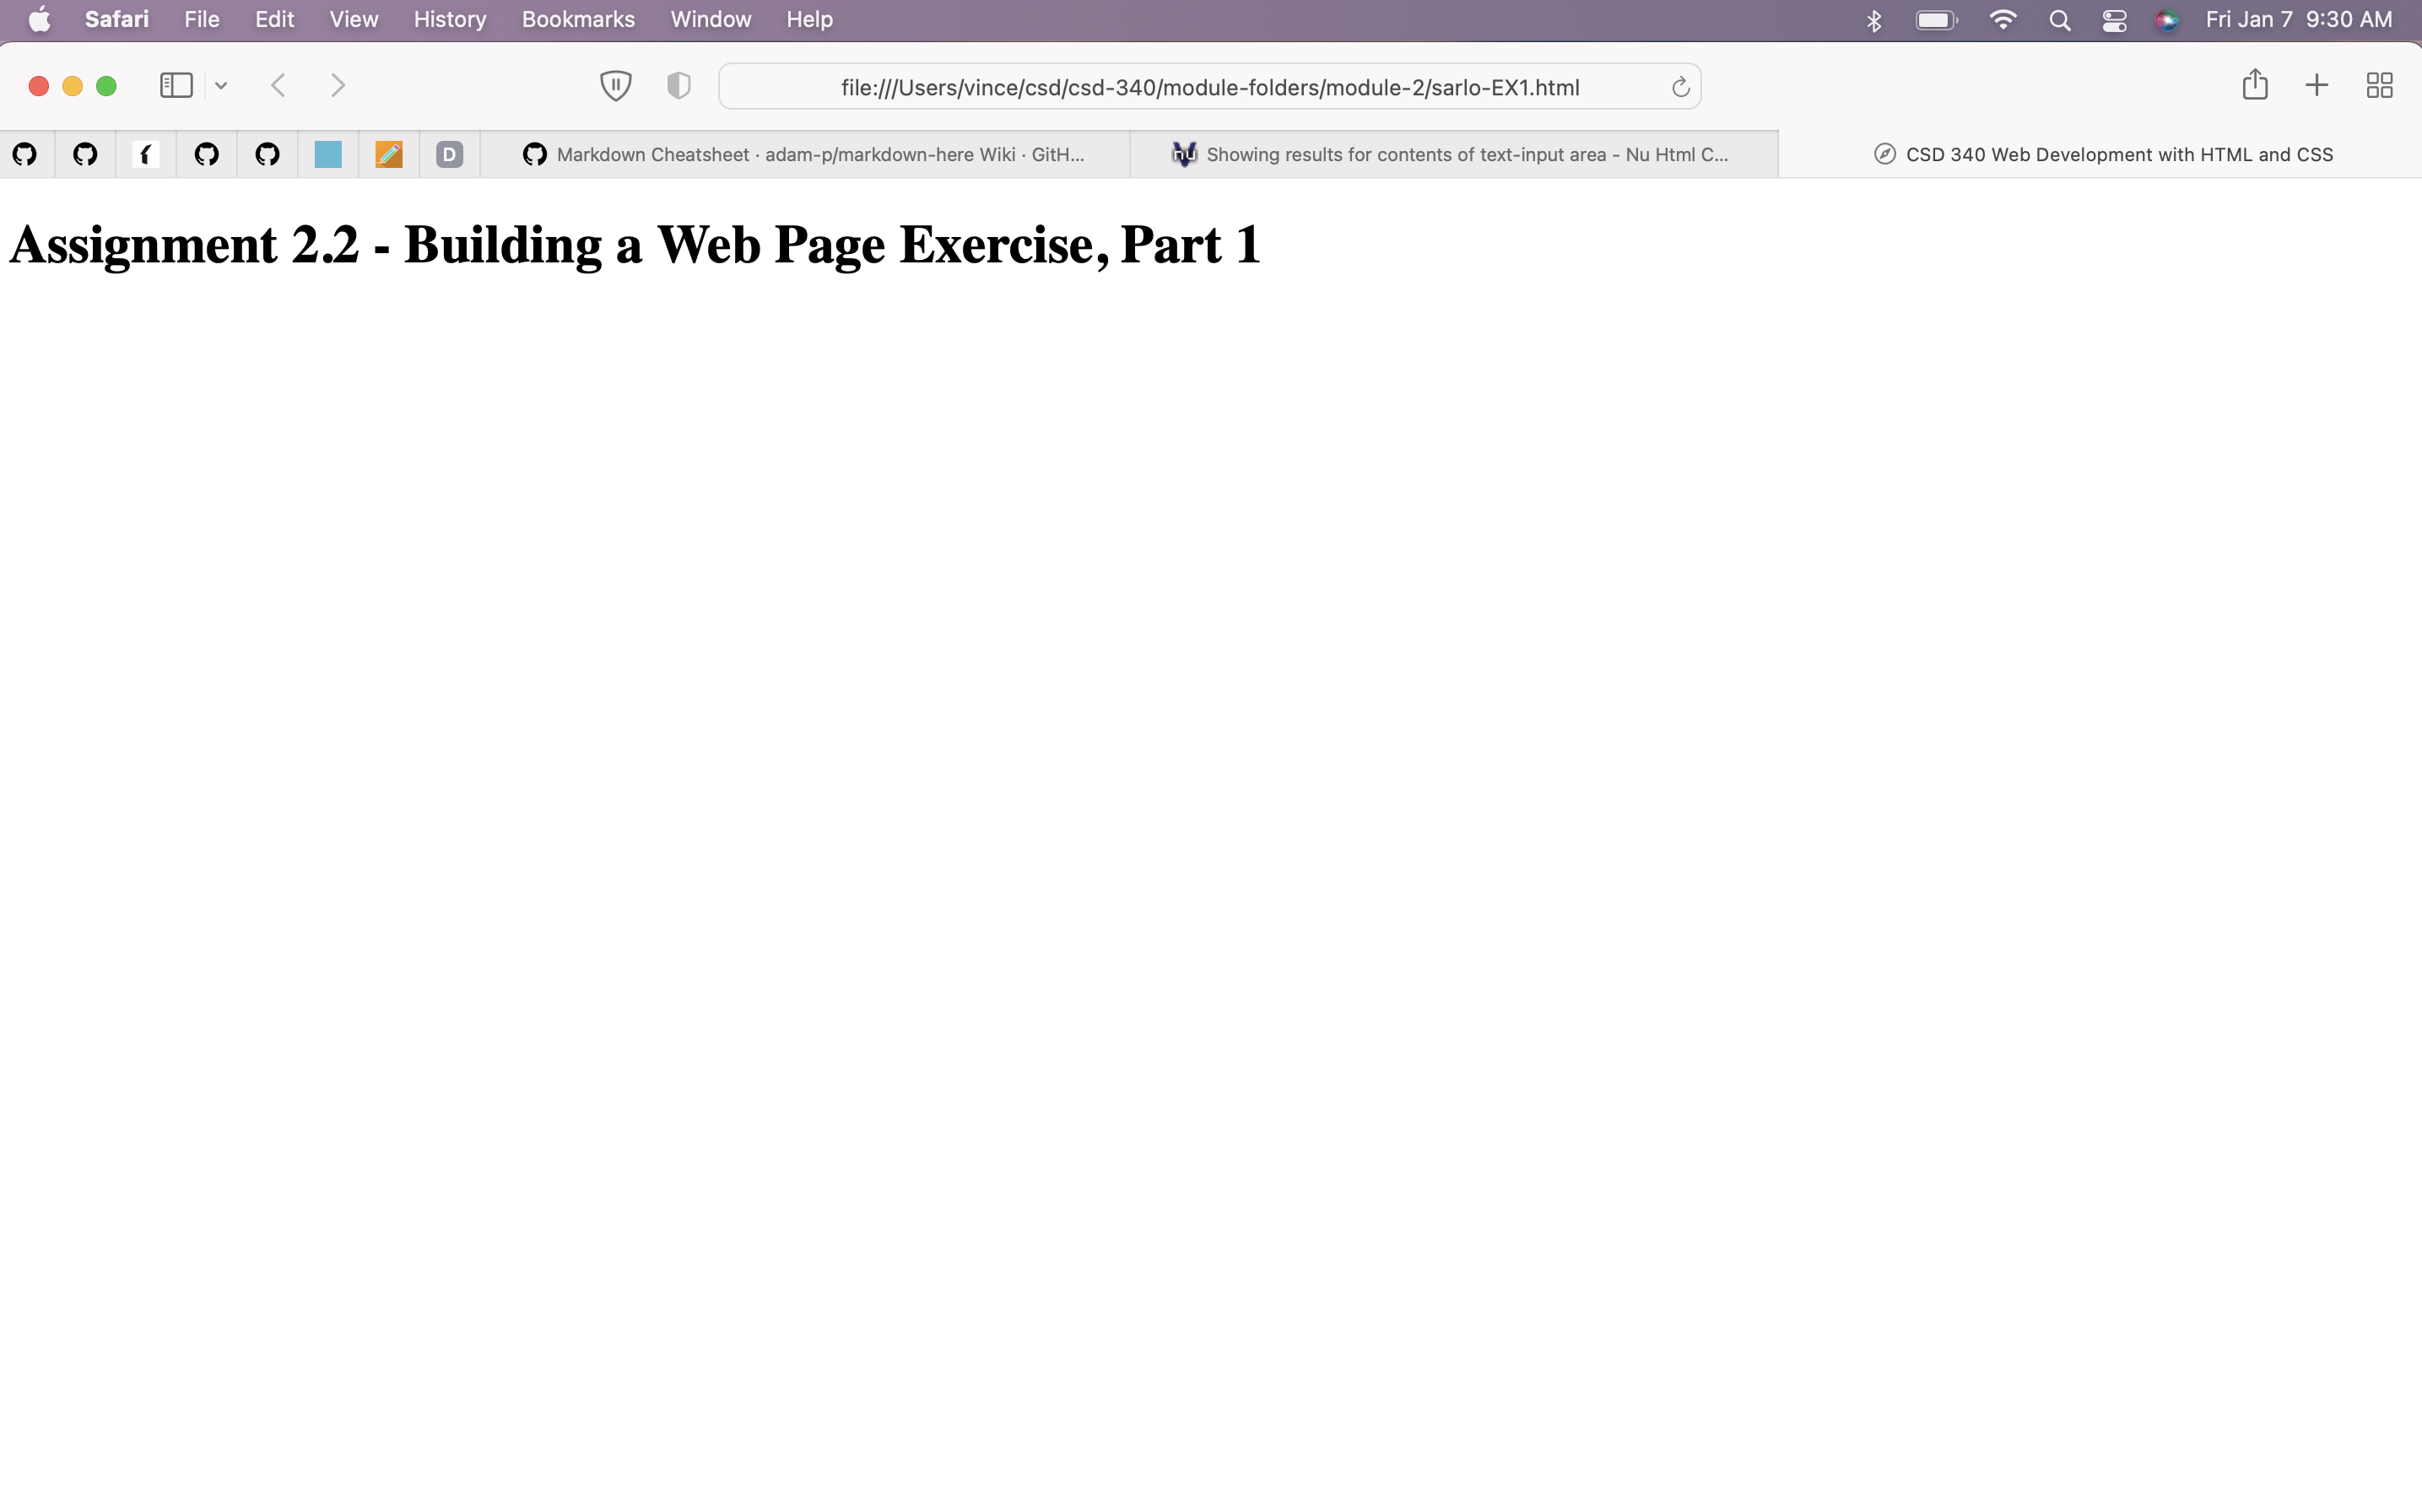 Safari File Edit View History Bookmarks Window Help Fri Jan 7 9:30 AM
file:///Users/vince/csd/csd-340/module-folders/module-2/sarlo-EX1.html
D Markdown Cheatsheet · adam-p/markdown-here Wiki · GitH... nu Showing results for contents of text-input area - Nu Html C... CSD 340 Web Development with HTML and CSS
Assignment 2.2 - Building a Web Page Exercise, Part 1